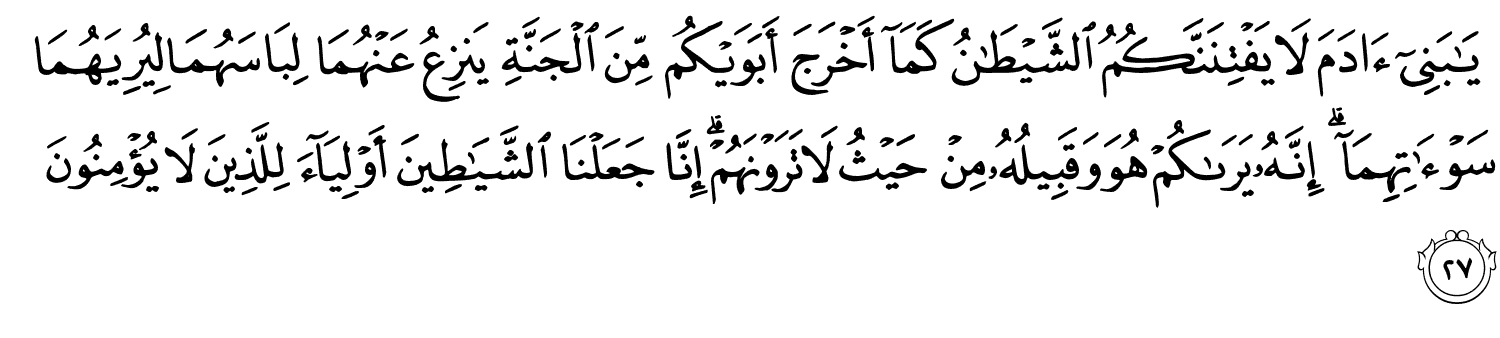 يَـٰبَنِىٓ ءَادَمَ لَا يَفْتِنَنَّكُمُ ٱلشَّيْطَـٰنُ كَمَآ أَخْرَجَ أَبَوَيْكُم مِّنَ ٱلْجَنَّةِ يَنزِعُ عَنْهُمَا لِبَاسَهُمَا لِيُرِيَهُمَا
سَوْءَٰتِهِمَآ ۗ إِنَّهُۥ يَرَىٰكُمْ هُوَ وَقَبِيلُهُۥ مِنْ حَيْثُ لَا تَرَوْنَهُمْ ۗ إِنَّا جَعَلْنَا ٱلشَّيَـٰطِينَ أَوْلِيَآءَ لِلَّذِينَ لَا يُؤْمِنُونَ
٢٧